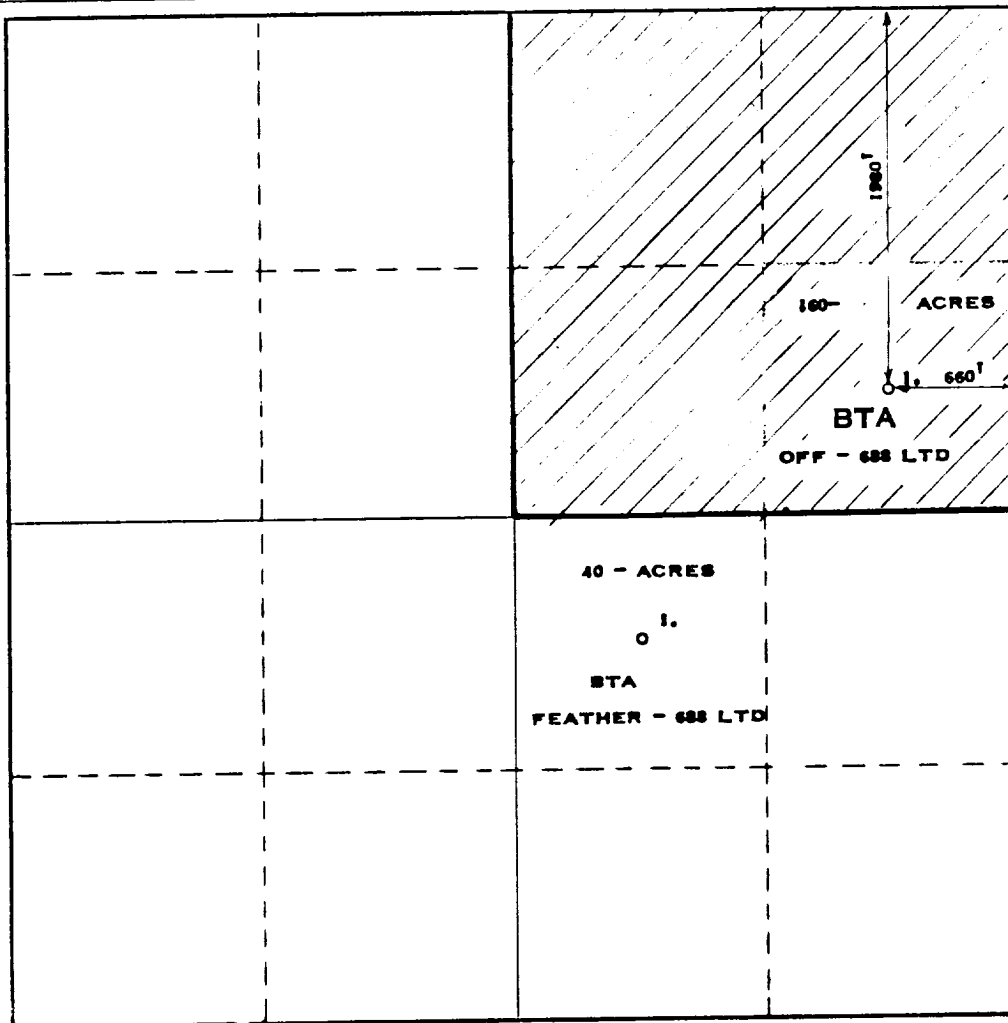 1980'
160- ACRES
1. 660'
BTA
OFF - 688 LTD
40 - ACRES
1.
BTA
FEATHER - 688 LTD